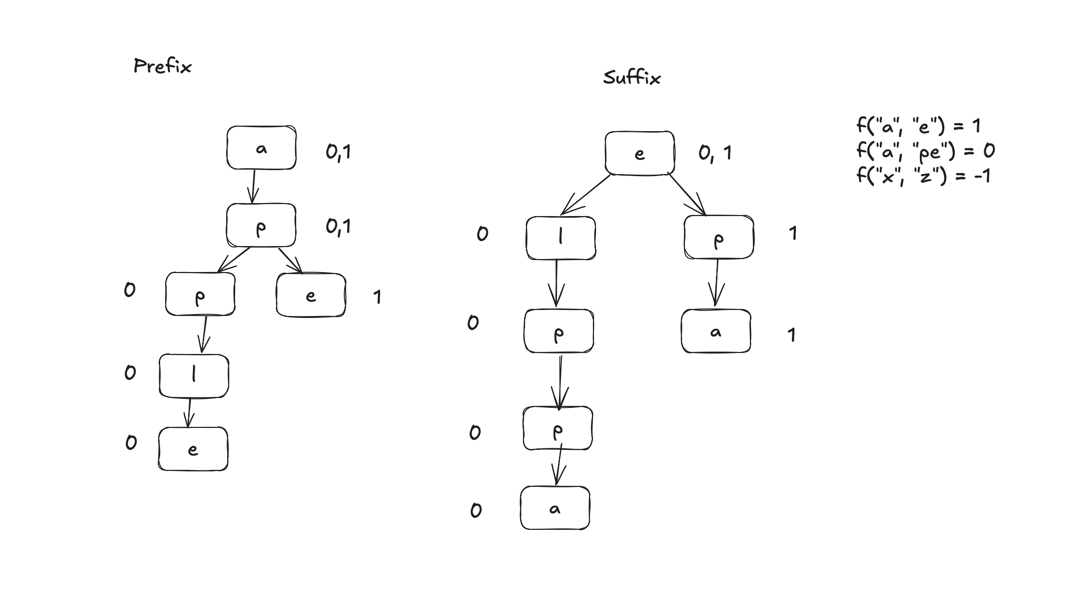 Prefix
a
0,1
p
0,1
0
p
e
1
0
l
0
e
Suffix
e
0, 1
0
l
p
1
0
p
a
1
0
p
0
a
f("a", "e") = 1
f("a", "pe") = 0
f("x", "z") = -1